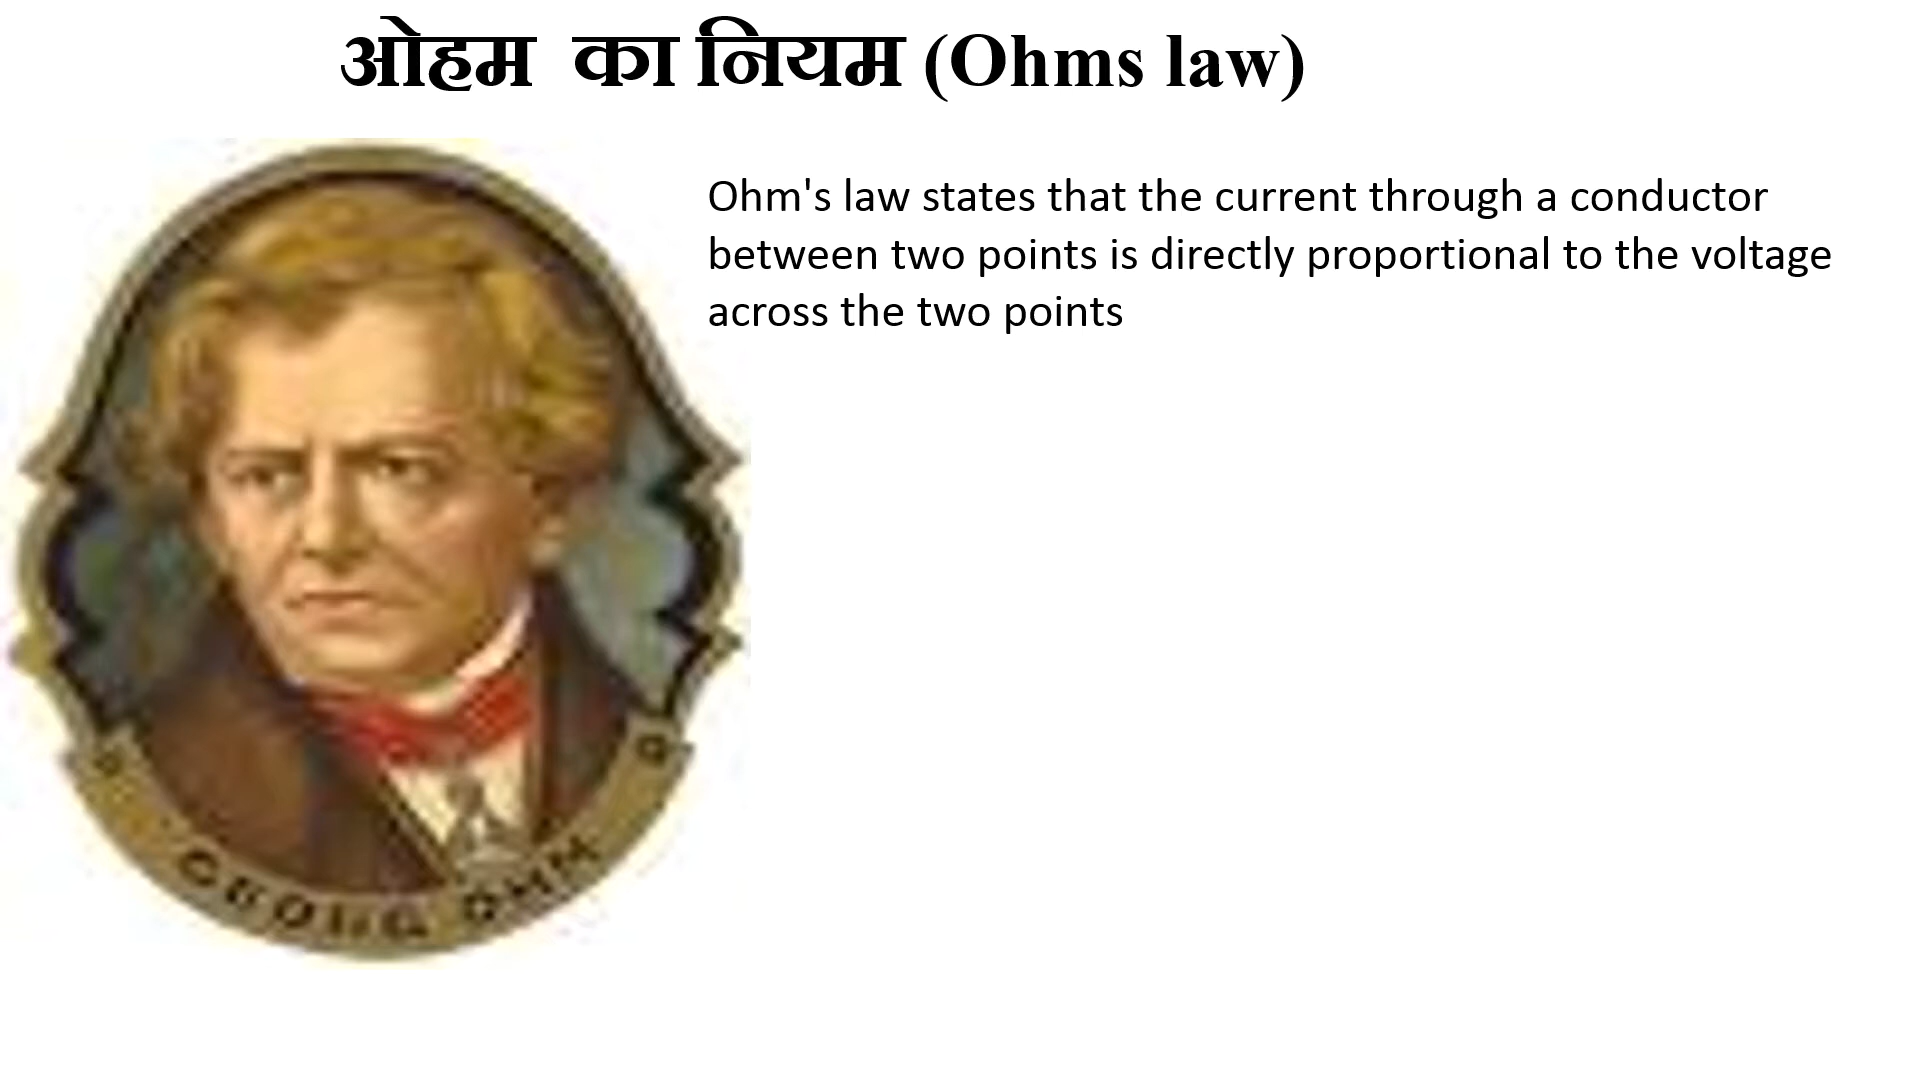 ओहम का नियम (Ohms law)
Ohm's law states that the current through a conductor
between two points is directly proportional to the voltage
across the two points
GEORG OHM